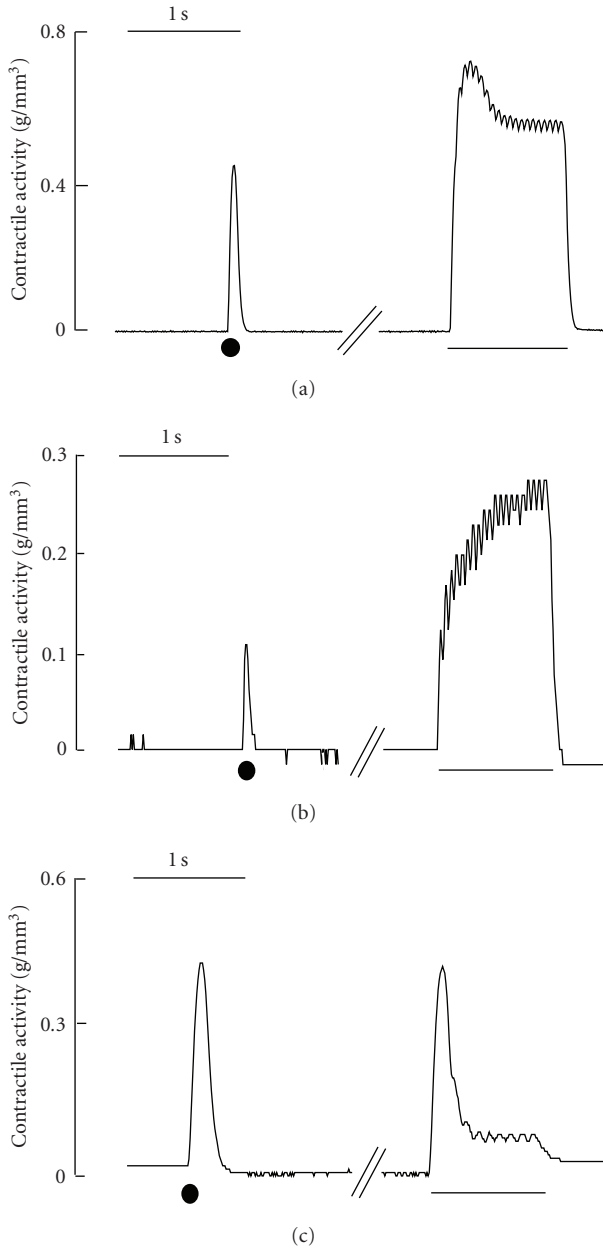 1 s
Contractile activity (g/mm³)
0.8
0.4
0
(a)
1 s
Contractile activity (g/mm³)
0.3
0.2
0.1
0
(b)
1 s
Contractile activity (g/mm³)
0.6
0.3
0
(c)